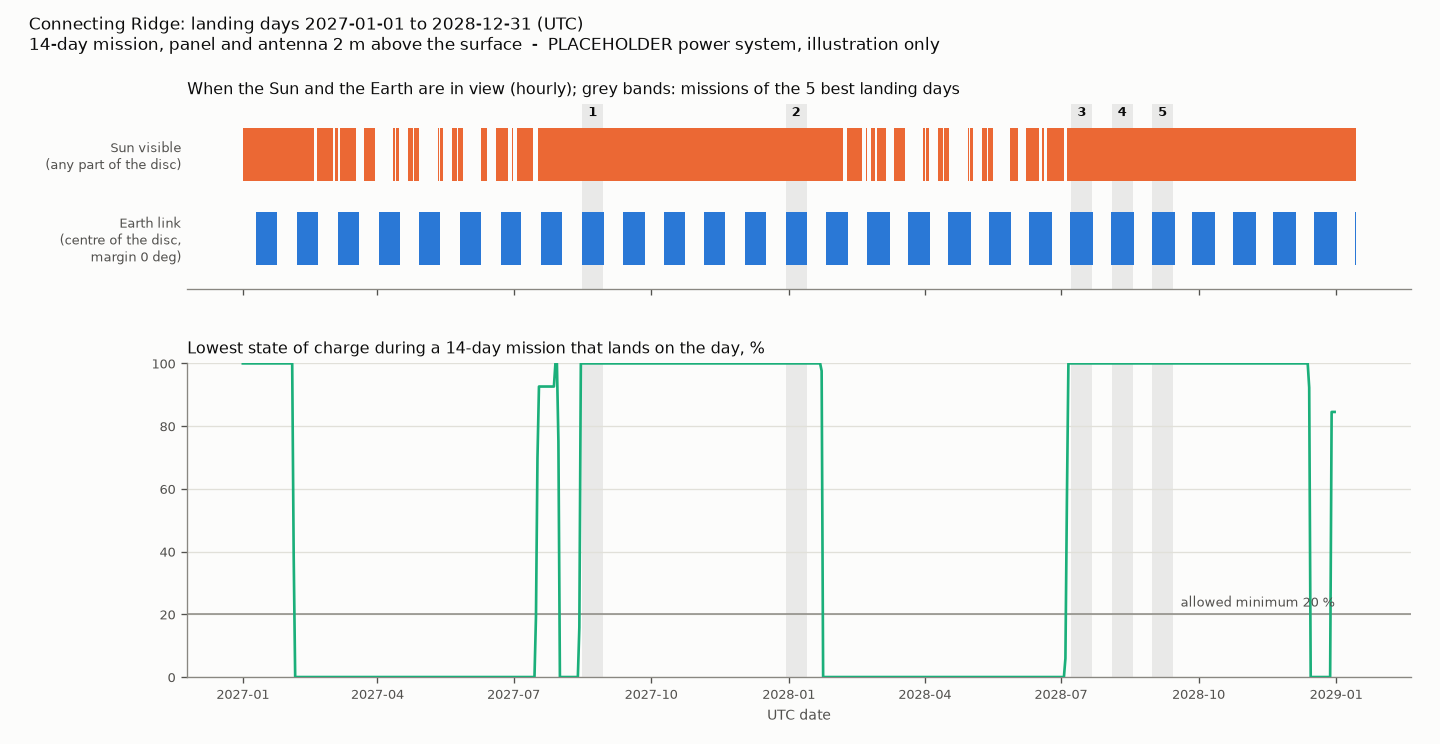 Connecting Ridge: landing days 2027-01-01 to 2028-12-31 (UTC)
14-day mission, panel and antenna 2 m above the surface  -  PLACEHOLDER power system, illustration only
When the Sun and the Earth are in view (hourly); grey bands: missions of the 5 best landing days
1 2 3 4 5
Sun visible
(any part of the disc)
Earth link
(centre of the disc,
margin 0 deg)
Lowest state of charge during a 14-day mission that lands on the day, %
100
80
60
40
allowed minimum 20 %
20
0
2027-01 2027-04 2027-07 2027-10 2028-01 2028-04 2028-07 2028-10 2029-01
UTC date